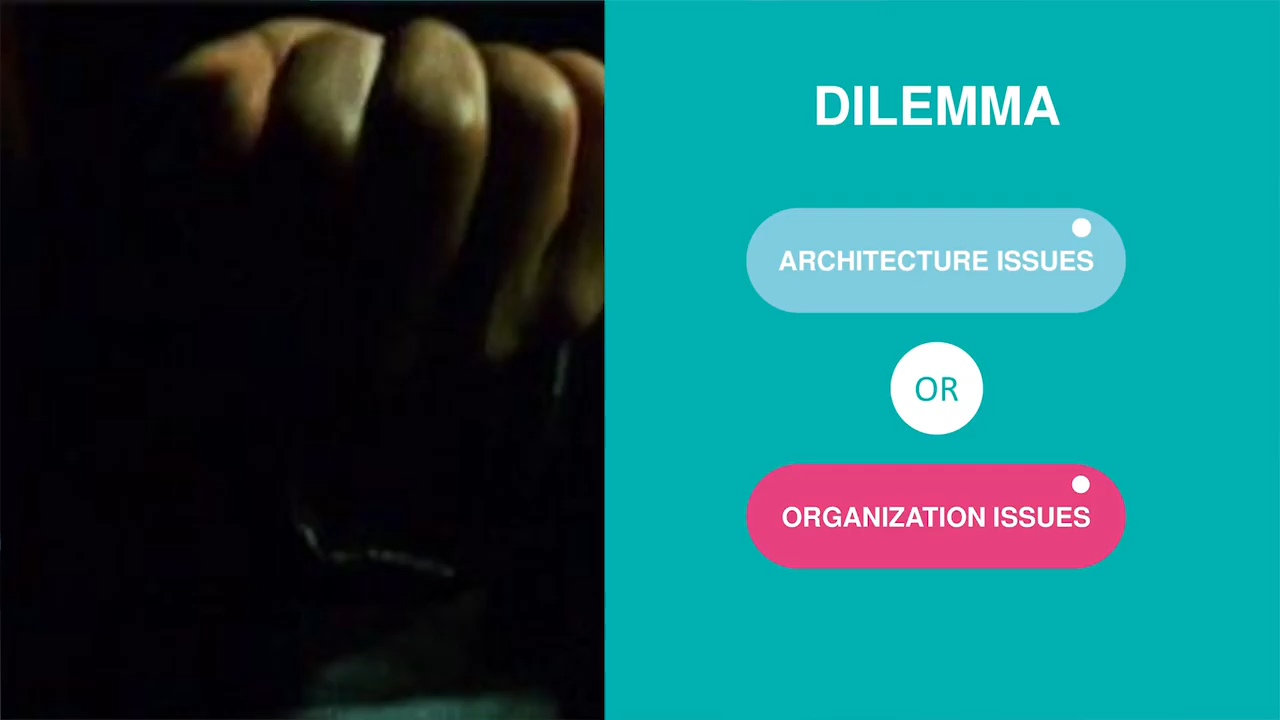 DILEMMA
ARCHITECTURE ISSUES
OR
ORGANIZATION ISSUES